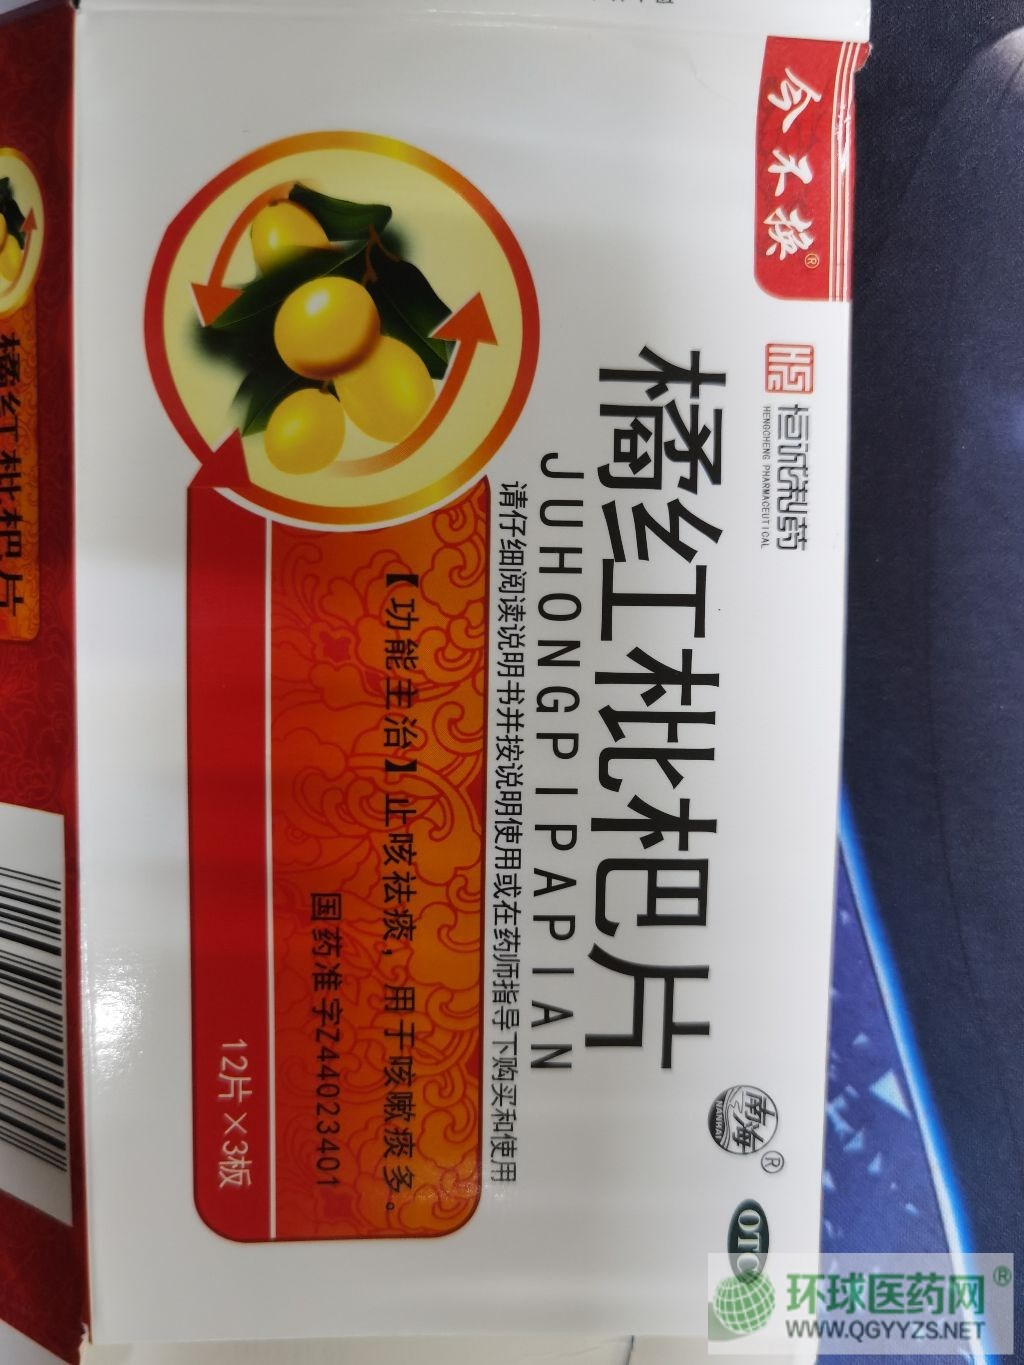 今不换®
恒诚制药
HENGCHENG PHARMACEUTICAL
橘红枇杷片
JUHONGPIPAPIAN
请仔细阅读说明书并按说明使用或在药师指导下购买和使用
【功能主治】止咳祛痰，用于咳嗽痰多。
国药准字Z44023401
12片×3板
南海®
NANHAI
OTC
橘红枇杷片
环球医药网®
WWW.QGYYZS.NET